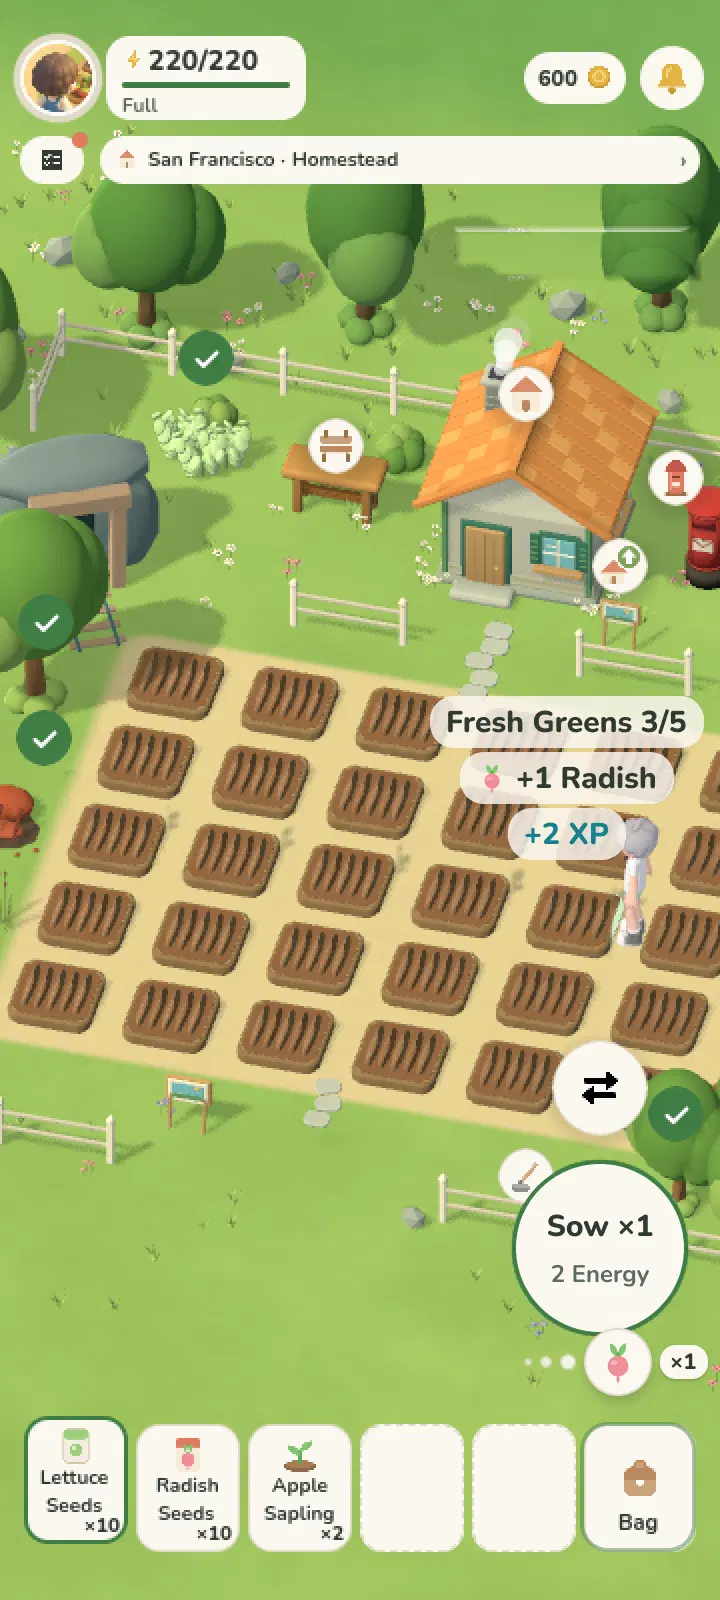 220/220
Full
600
San Francisco · Homestead
›
Fresh Greens 3/5
+1 Radish
+2 XP
Sow ×1
2 Energy
×1
Lettuce
Seeds
×10
Radish
Seeds
×10
Apple
Sapling
×2
Bag